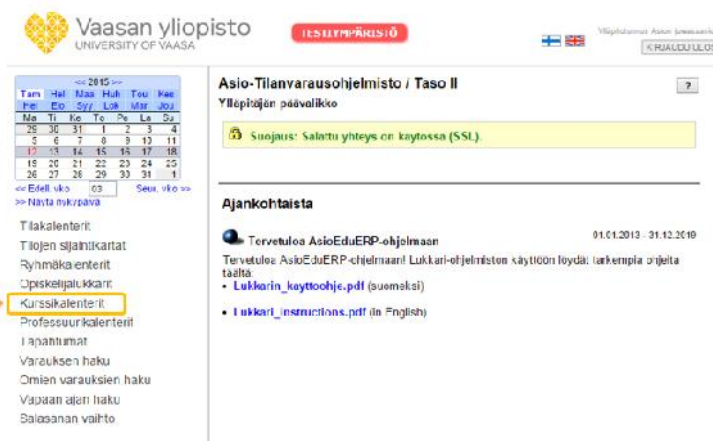 Vaasan yliopisto
UNIVERSITY OF VAASA
TESTIYMPÄRISTÖ
KIRJAUDU ULOS
<< 2015 >>
Tam Hel Maa Huh Tou Kes
Hei Elo Syy Lok Mar Jou
Ma Ti Ke To Pe La Su
29 30 31 1 2 3 4
5 6 7 8 9 10 11
12 13 14 15 16 17 18
19 20 21 22 23 24 25
26 27 28 29 30 31 1
<< Edell. vko 03 Seur. vko >>
>> Näytä nykypäivä
Tilakalenterit
Tilojen sijaintikartat
Ryhmäkalenterit
Opiskelijalukkarit
Kurssikalenterit
Professuurikalenterit
Tapahtumat
Varauksen haku
Omien varauksien haku
Vapaan ajan haku
Salasanan vaihto
Asio-Tilanvarausohjelmisto / Taso II
?
Ylläpitäjän päävalikko
Suojaus: Salattu yhteys on käytössä (SSL).
Ajankohtaista
Tervetuloa AsioEduERP-ohjelmaan
01.01.2013 - 31.12.2019
Tervetuloa AsioEduERP-ohjelmaan! Lukkari-ohjelmiston käyttöön löydät tarkempia ohjeita
täältä:
• Lukkarin_kayttoohje.pdf (suomeksi)
• Lukkari_instructions.pdf (in English)